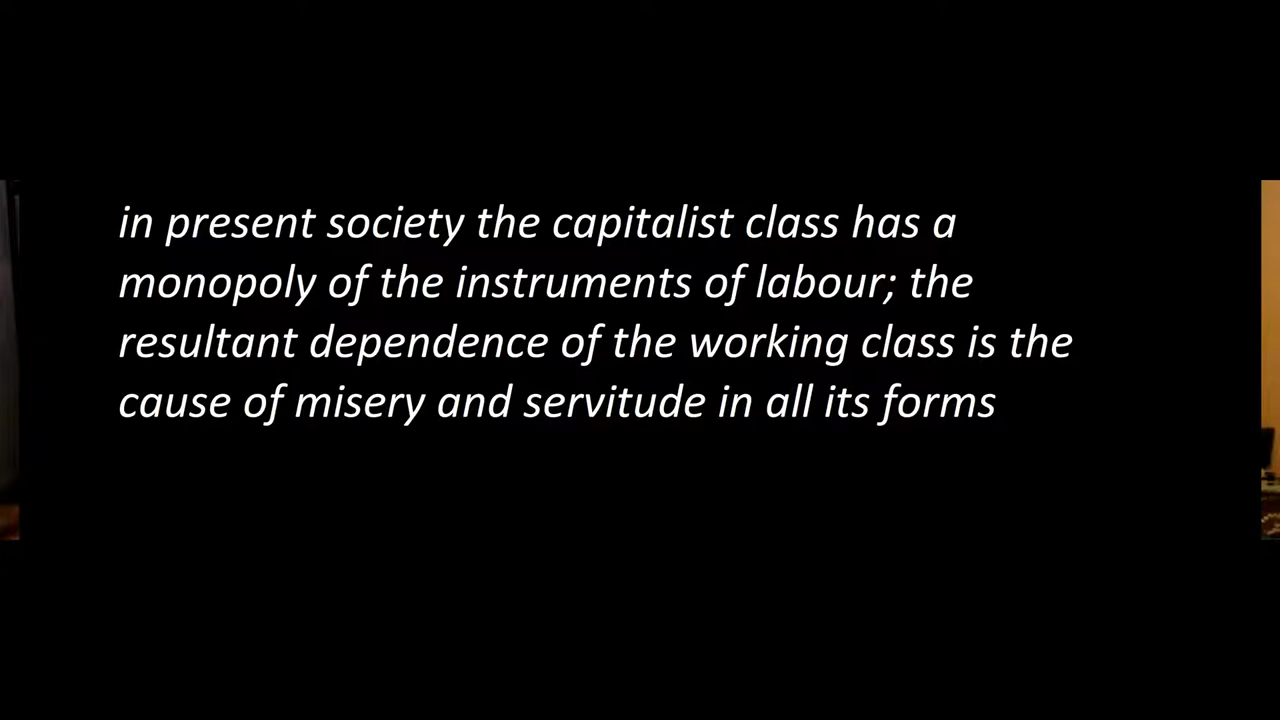 in present society the capitalist class has a
monopoly of the instruments of labour; the
resultant dependence of the working class is the
cause of misery and servitude in all its forms